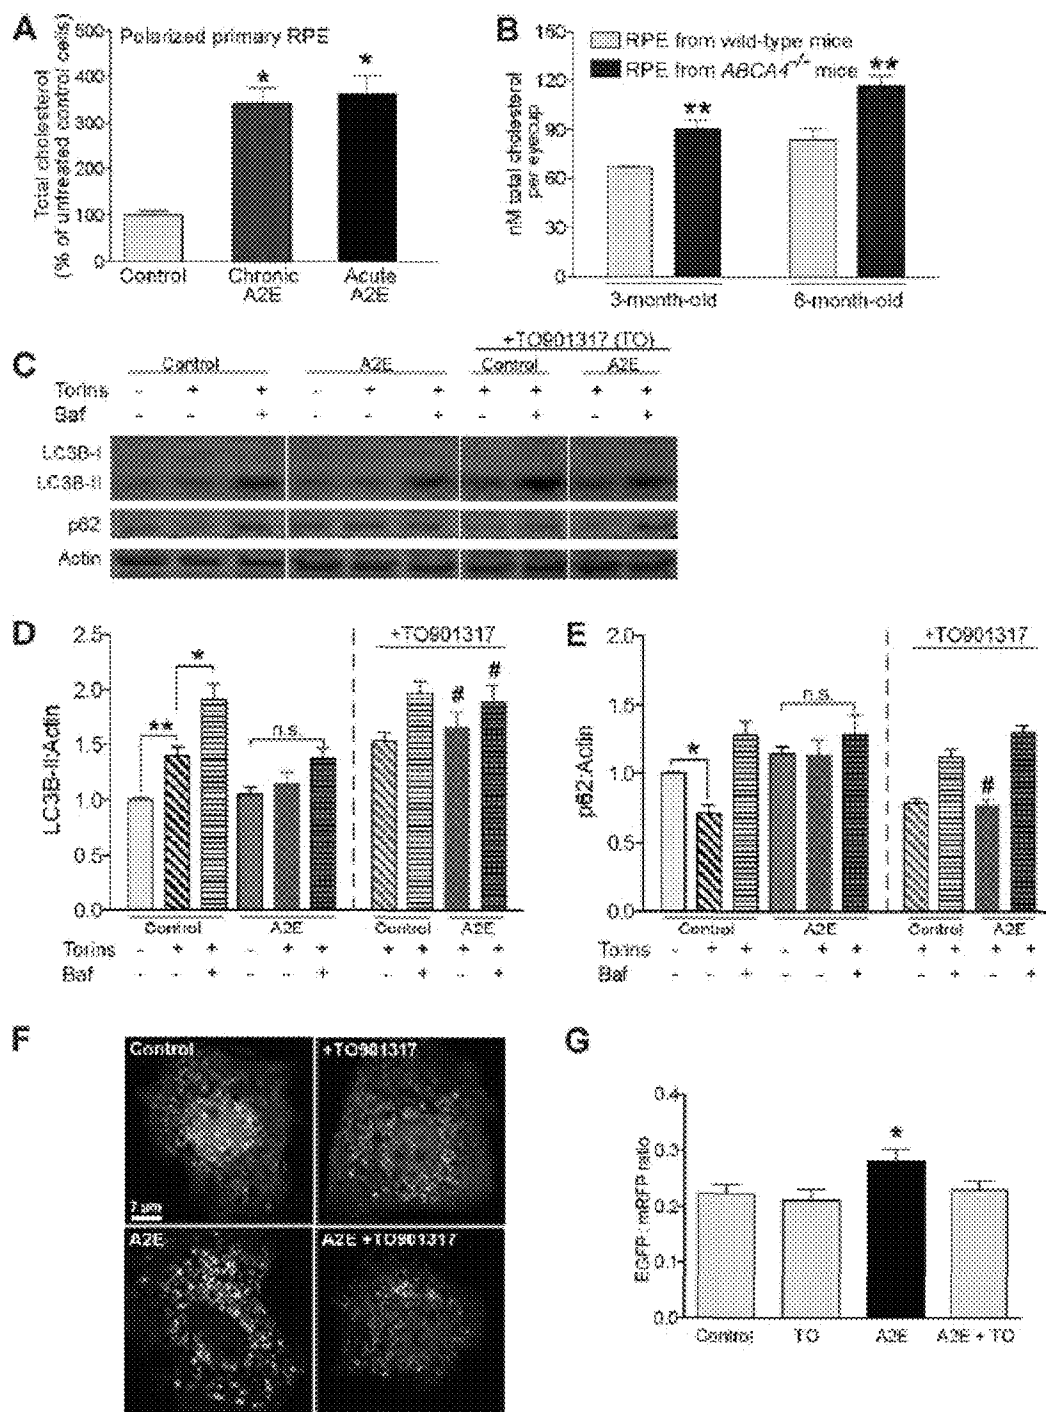 A
Polarized primary RPE
Total cholesterol
(% of untreated control cells)
500
400
300
200
100
0
*
*
Control
Chronic
A2E
Acute
A2E
B
RPE from wild-type mice
RPE from ABCA4-/- mice
nM total cholesterol
per eyecup
150
120
90
60
30
0
**
**
3-month-old
6-month-old
C
+TO901317 (TO)
Control A2E Control A2E
Torins - + + - + + + + + +
Baf - - + - - + - + - +
LC3B-I
LC3B-II
p62
Actin
D
LC3B-II:Actin
2.5
2.0
1.5
1.0
0.5
0.0
+TO901317
** * n.s. # #
Control A2E Control A2E
Torins - + + - + + + + + +
Baf - - + - - + - + - +
E
p62:Actin
2.0
1.5
1.0
0.5
0.0
+TO901317
* n.s. #
Control A2E Control A2E
Torins - + + - + + + + + +
Baf - - + - - + - + - +
F
Control
+TO901317
7 µm
A2E
A2E +TO901317
G
EGFP : mRFP ratio
0.4
0.3
0.2
0.1
0.0
*
Control TO A2E A2E + TO